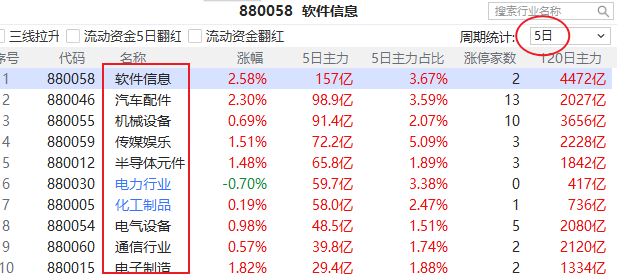 880058 软件信息
搜索行业名称
三线拉升 流动资金5日翻红 流动资金翻红 周期统计: 5日
序号 代码 名称 涨幅 5日主力 5日主力占比 涨停家数 120日主力
1 880058 软件信息 2.58% 157亿 3.67% 2 4472亿
2 880046 汽车配件 2.30% 98.9亿 3.59% 13 2027亿
3 880055 机械设备 0.69% 91.4亿 2.07% 10 3656亿
4 880059 传媒娱乐 1.51% 72.2亿 5.09% 3 2228亿
5 880012 半导体元件 1.48% 65.8亿 1.89% 3 1842亿
6 880030 电力行业 -0.70% 59.7亿 3.38% 0 417亿
7 880005 化工制品 0.19% 58.0亿 2.47% 1 736亿
8 880054 电气设备 0.98% 48.5亿 1.51% 5 2080亿
9 880060 通信行业 0.57% 39.8亿 1.74% 2 2120亿
10 880015 电子制造 1.82% 29.4亿 1.88% 2 1334亿